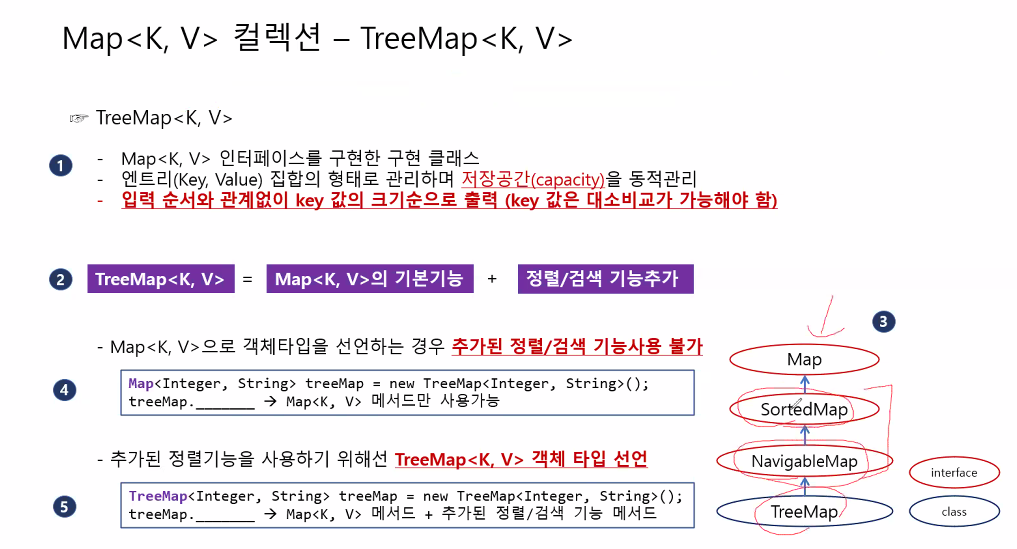 Map<K, V> 컬렉션 – TreeMap<K, V>
☞ TreeMap<K, V>
1
- Map<K, V> 인터페이스를 구현한 구현 클래스
- 엔트리(Key, Value) 집합의 형태로 관리하며 저장공간(capacity)을 동적관리
- 입력 순서와 관계없이 key 값의 크기순으로 출력 (key 값은 대소비교가 가능해야 함)
2
TreeMap<K, V> = Map<K, V>의 기본기능 + 정렬/검색 기능추가
- Map<K, V>으로 객체타입을 선언하는 경우 추가된 정렬/검색 기능사용 불가
4
Map<Integer, String> treeMap = new TreeMap<Integer, String>();
treeMap._______ → Map<K, V> 메서드만 사용가능
- 추가된 정렬기능을 사용하기 위해선 TreeMap<K, V> 객체 타입 선언
5
TreeMap<Integer, String> treeMap = new TreeMap<Integer, String>();
treeMap._______ → Map<K, V> 메서드 + 추가된 정렬/검색 기능 메서드
3
Map
SortedMap
NavigableMap
TreeMap
interface
class